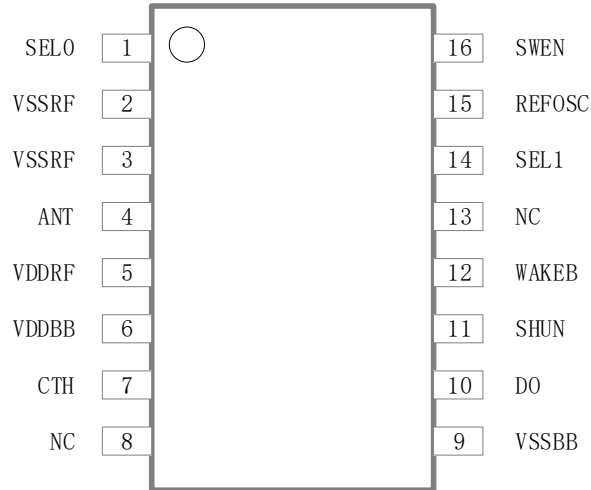 SEL0 1 16 SWEN
VSSRF 2 15 REFOSC
VSSRF 3 14 SEL1
ANT 4 13 NC
VDDRF 5 12 WAKEB
VDDBB 6 11 SHUN
CTH 7 10 DO
NC 8 9 VSSBB